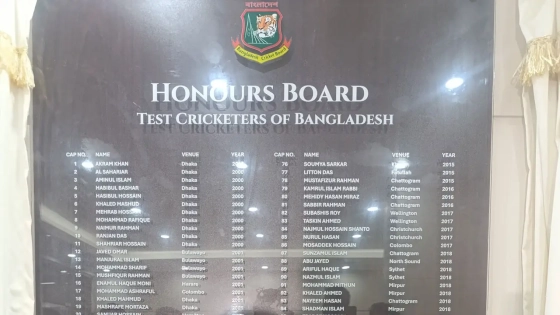 বাংলাদেশ
Bangladesh Cricket Board
HONOURS BOARD
TEST CRICKETERS OF BANGLADESH
CAP NO. NAME VENUE YEAR CAP NO. NAME VENUE YEAR
1 AKRAM KHAN Dhaka 2000 76 SOUMYA SARKAR 2015
2 AL SAHARIAR Dhaka 2000 77 LITTON DAS Fatullah 2015
3 AMINUL ISLAM Dhaka 2000 78 MUSTAFIZUR RAHMAN Chattogram 2015
4 HABIBUL BASHAR Dhaka 2000 79 KAMRUL ISLAM RABBI Chattogram 2016
5 HASIBUL HOSSAIN Dhaka 2000 80 MEHIDY HASAN MIRAZ Chattogram 2016
6 KHALED MASHUD Dhaka 2000 81 SABBIR RAHMAN Chattogram 2016
7 MEHRAB HOSSAIN Dhaka 2000 82 SUBASHIS ROY Wellington 2017
8 MOHAMMAD RAFIQUE Dhaka 2000 83 TASKIN AHMED Wellington 2017
9 NAIMUR RAHMAN Dhaka 2000 84 NAJMUL HOSSAIN SHANTO Christchurch 2017
10 RANJAN DAS Dhaka 2000 85 NURUL HASAN Christchurch 2017
11 SHAHRIAR HOSSAIN Dhaka 2000 86 MOSADDEK HOSSAIN Colombo 2017
12 JAVED OMAR Bulawayo 2001 87 SUNZAMUL ISLAM Chattogram 2018
13 MANJURAL ISLAM Bulawayo 2001 88 ABU JAYED North Sound 2018
14 MOHAMMAD SHARIF Bulawayo 2001 89 ARIFUL HAQUE Sylhet 2018
15 MUSHFIQUR RAHMAN Bulawayo 2001 90 NAZMUL ISLAM Sylhet 2018
16 ENAMUL HAQUE MONI Harare 2001 91 MOHAMMAD MITHUN Mirpur 2018
17 MOHAMMAD ASHRAFUL Colombo 2001 92 KHALED AHMED Mirpur 2018
18 KHALED MAHMUD Dhaka 2001 93 NAYEEM HASAN Chattogram 2018
19 MASHRAFE MORTAZA Dhaka 2001 94 SHADMAN ISLAM Mirpur 2018